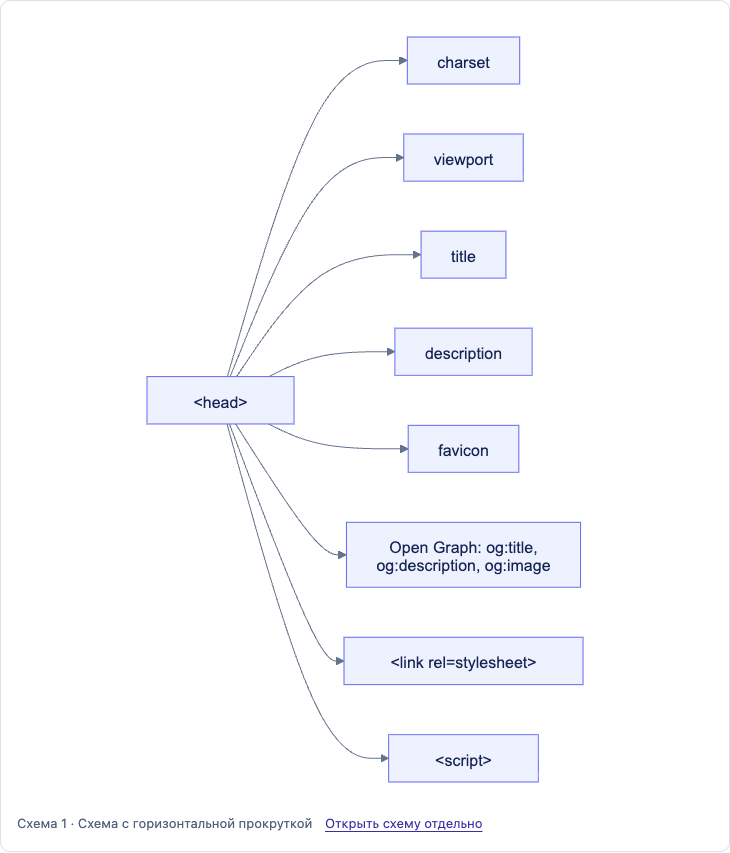 charset
viewport
title
description
<head>
favicon
Open Graph: og:title,
og:description, og:image
<link rel=stylesheet>
<script>
Схема 1 · Схема с горизонтальной прокруткой Открыть схему отдельно